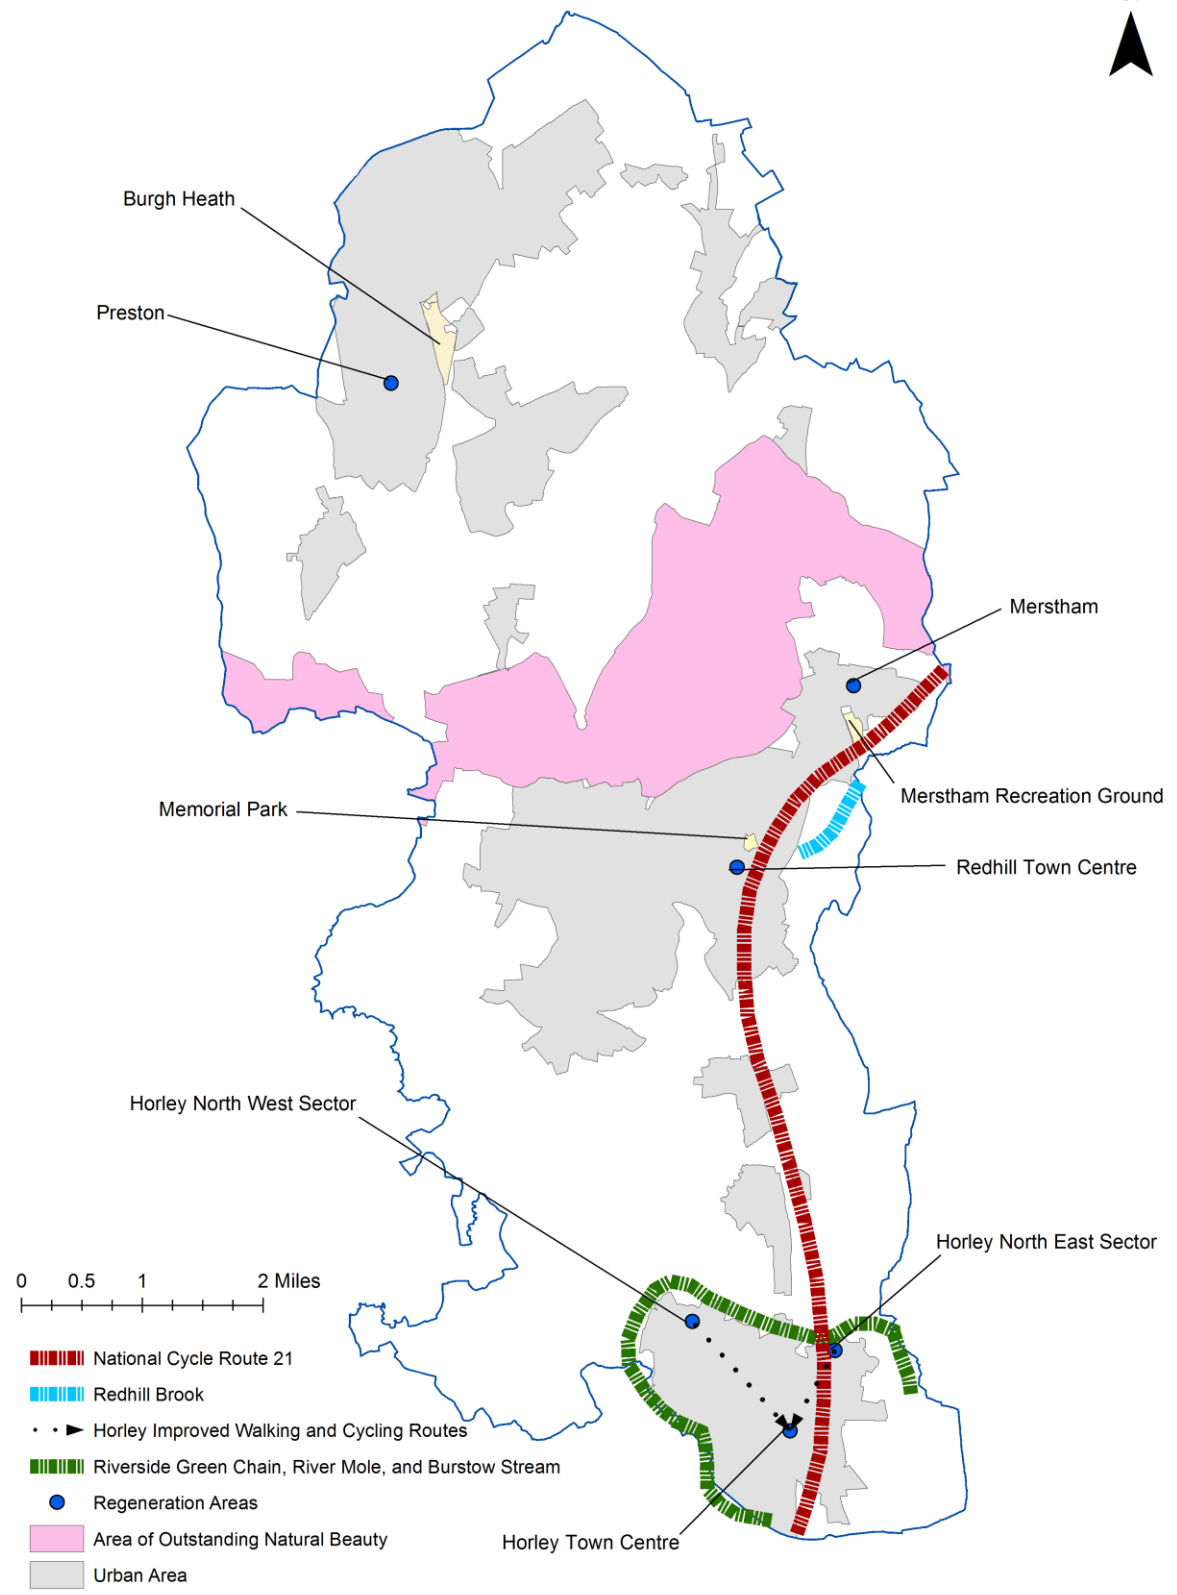 Burgh Heath
Preston
Merstham
Merstham Recreation Ground
Memorial Park
Redhill Town Centre
Horley North West Sector
Horley North East Sector
0 0.5 1 2 Miles
National Cycle Route 21
Redhill Brook
Horley Improved Walking and Cycling Routes
Riverside Green Chain, River Mole, and Burstow Stream
Regeneration Areas
Horley Town Centre
Area of Outstanding Natural Beauty
Urban Area